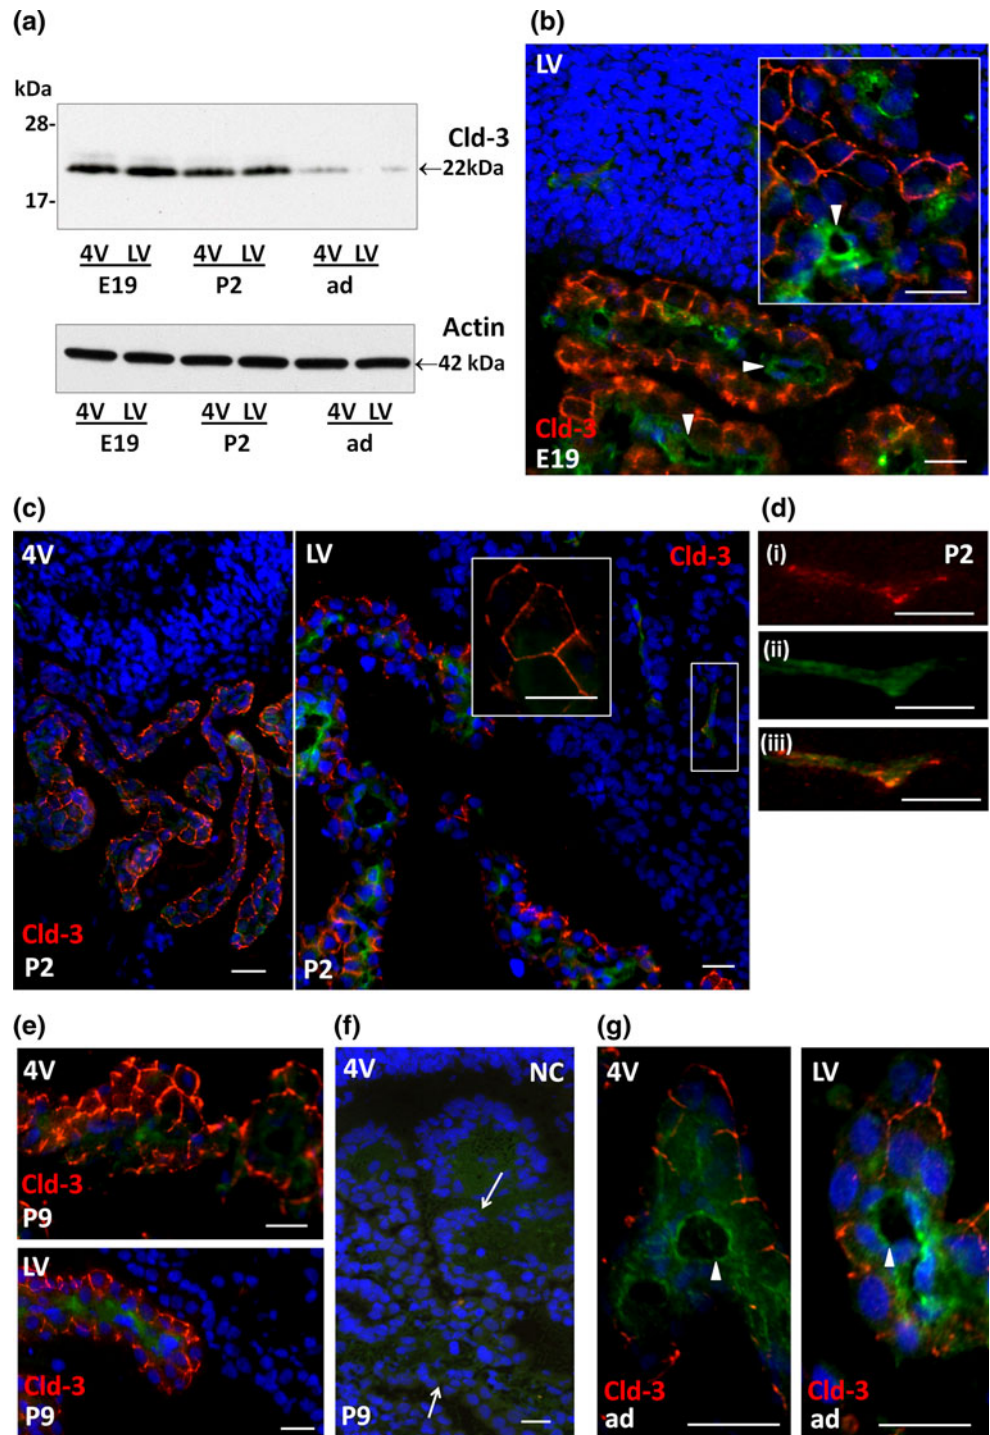 (a)
kDa
28-
17-
Cld-3
←22kDa
4V LV 4V LV 4V LV
E19 P2 ad
Actin
←42 kDa
4V LV 4V LV 4V LV
E19 P2 ad
(b)
LV
Cld-3
E19
(c)
4V
Cld-3
P2
LV
Cld-3
P2
(d)
(i) P2
(ii)
(iii)
(e)
4V
Cld-3
P9
LV
Cld-3
P9
(f)
4V NC
P9
(g)
4V
Cld-3
ad
LV
Cld-3
ad